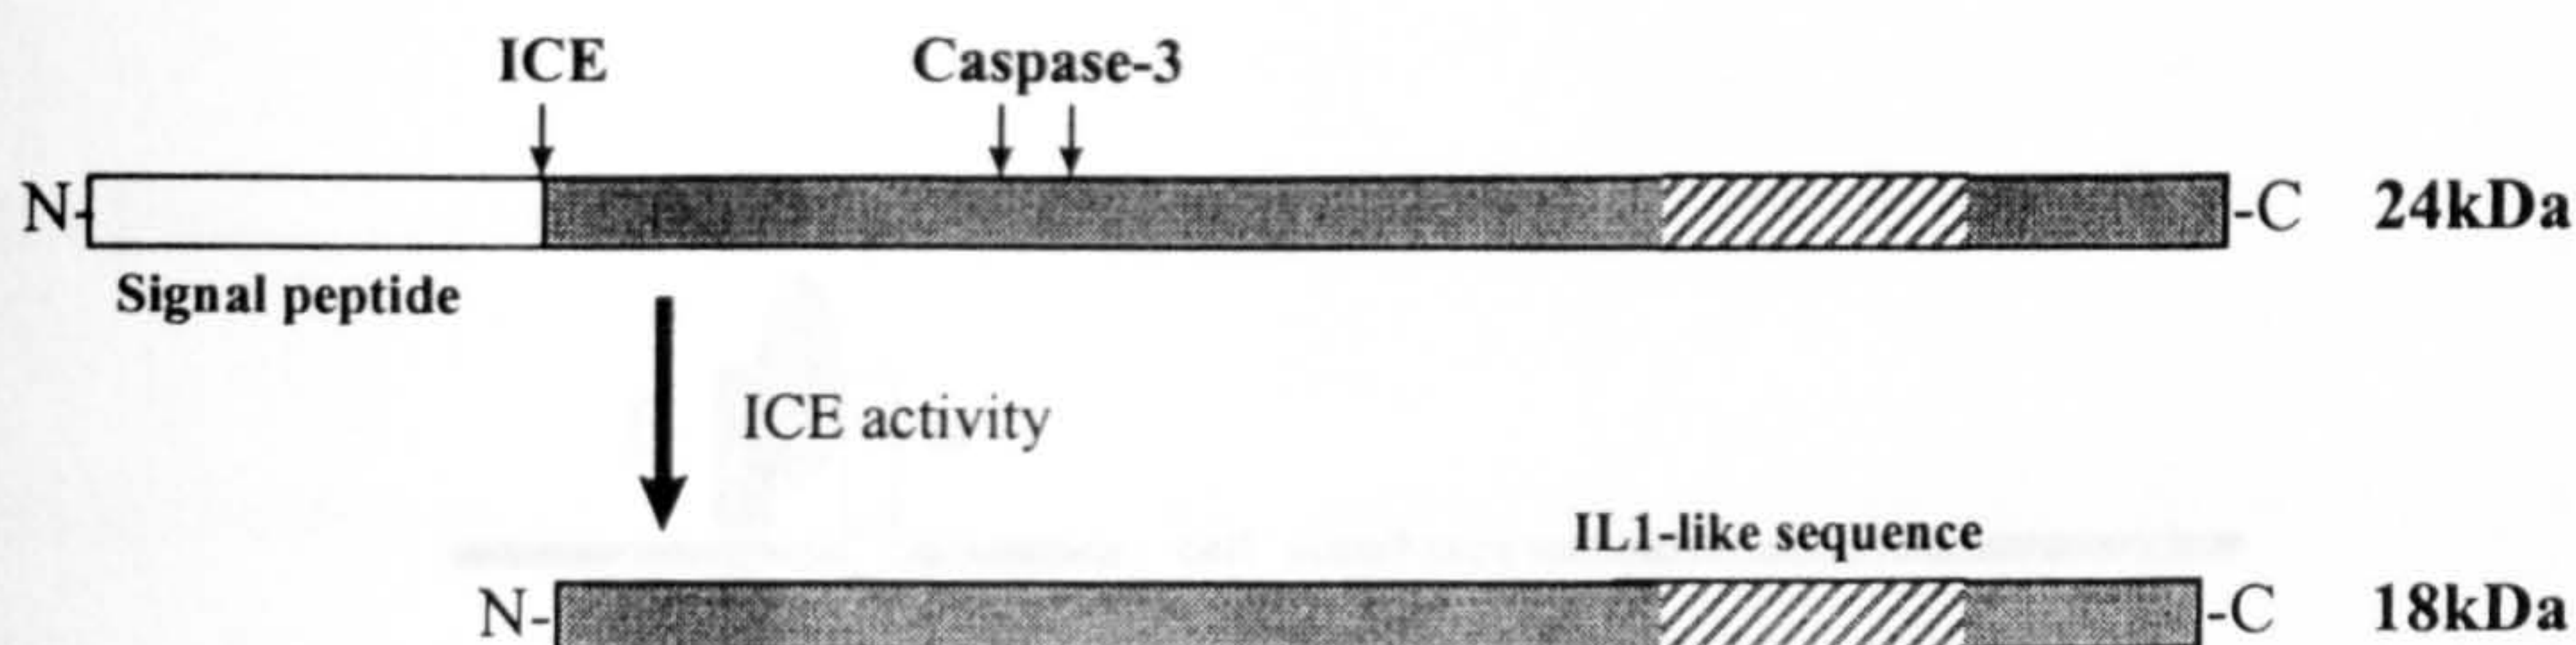 ICE Caspase-3
N- -C 24kDa
Signal peptide
ICE activity
IL1-like sequence
N- -C 18kDa